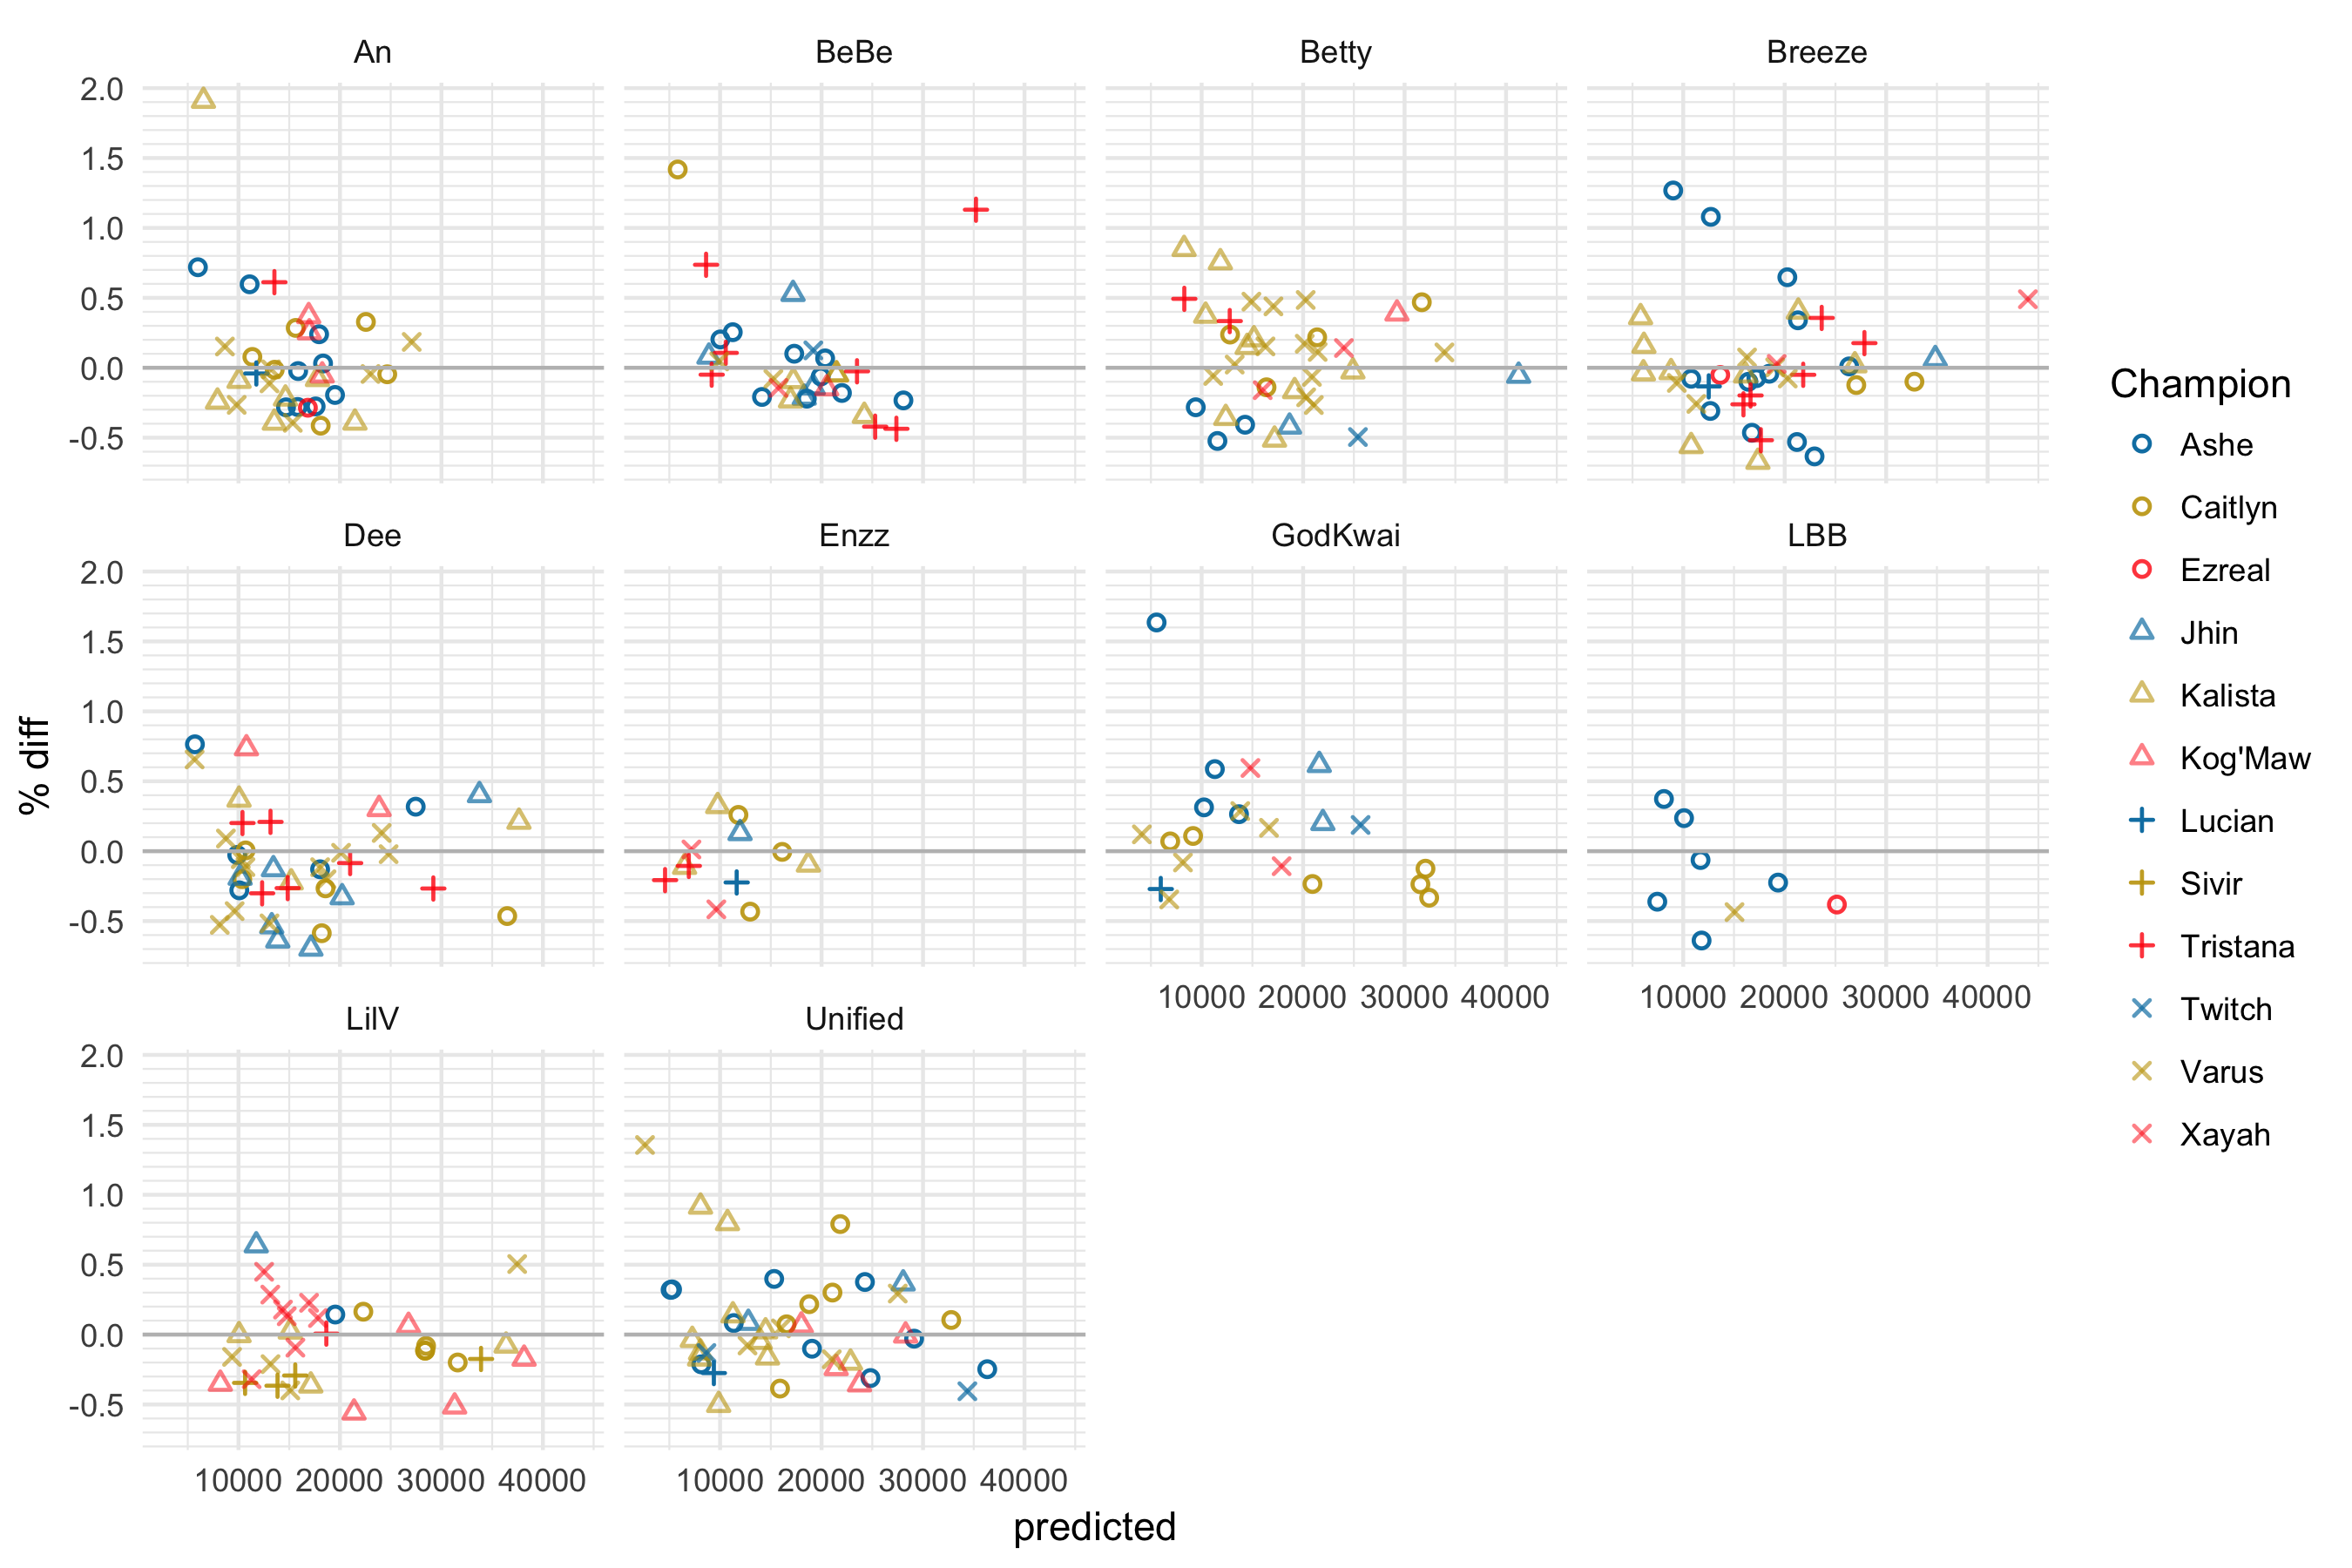 An BeBe Betty Breeze
2.0
1.5
1.0
0.5
0.0
-0.5
Dee Enzz GodKwai LBB
2.0
1.5
1.0
0.5
0.0
-0.5
10000 20000 30000 40000 10000 20000 30000 40000
LilV Unified
2.0
1.5
1.0
0.5
0.0
-0.5
10000 20000 30000 40000 10000 20000 30000 40000
predicted
% diff
Champion
Ashe
Caitlyn
Ezreal
Jhin
Kalista
Kog'Maw
Lucian
Sivir
Tristana
Twitch
Varus
Xayah